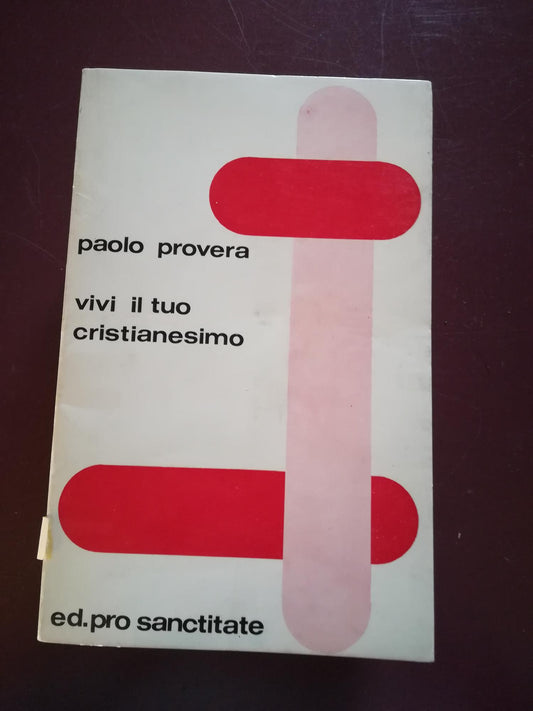 paolo provera
vivi il tuo
cristianesimo
ed.pro sanctitate